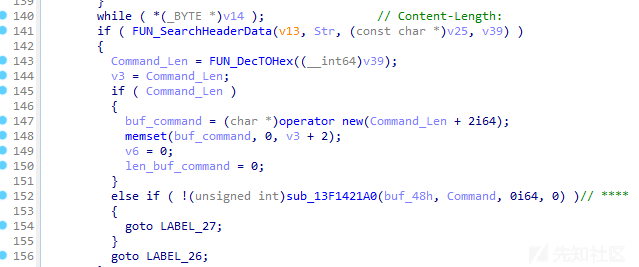 140 while ( *(_BYTE *)v14 ); // Content-Length:
141 if ( FUN_SearchHeaderData(v13, Str, (const char *)v25, v39) )
142 {
143 Command_Len = FUN_DecTOHex((__int64)v39);
144 v3 = Command_Len;
145 if ( Command_Len )
146 {
147 buf_command = (char *)operator new(Command_Len + 2i64);
148 memset(buf_command, 0, v3 + 2);
149 v6 = 0;
150 len_buf_command = 0;
151 }
152 else if ( !(unsigned int)sub_13F1421A0(buf_48h, Command, 0i64, 0) )// ****
153 {
154 goto LABEL_27;
155 }
156 goto LABEL_26;
先知社区